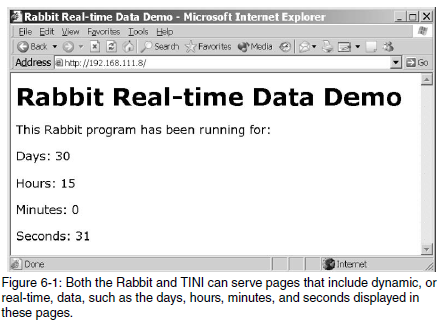 Rabbit Real-time Data Demo - Microsoft Internet Explorer
File Edit View Favorites Tools Help
Back Search Favorites Media
Address http://192.168.111.8/ Go
Rabbit Real-time Data Demo
This Rabbit program has been running for:
Days: 30
Hours: 15
Minutes: 0
Seconds: 31
Done Internet
Figure 6-1: Both the Rabbit and TINI can serve pages that include dynamic, or
real-time, data, such as the days, hours, minutes, and seconds displayed in
these pages.